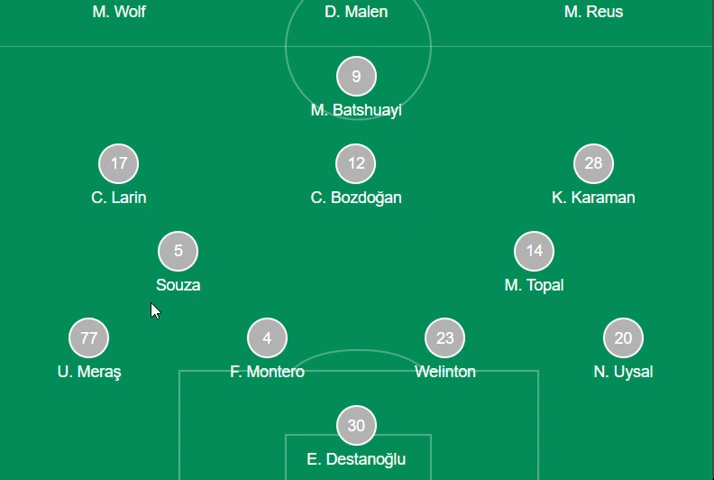 M. Wolf D. Malen M. Reus
9
M. Batshuayi
17 12 28
C. Larin C. Bozdoğan K. Karaman
5 14
Souza M. Topal
77 4 23 20
U. Meraş F. Montero Welinton N. Uysal
30
E. Destanoğlu